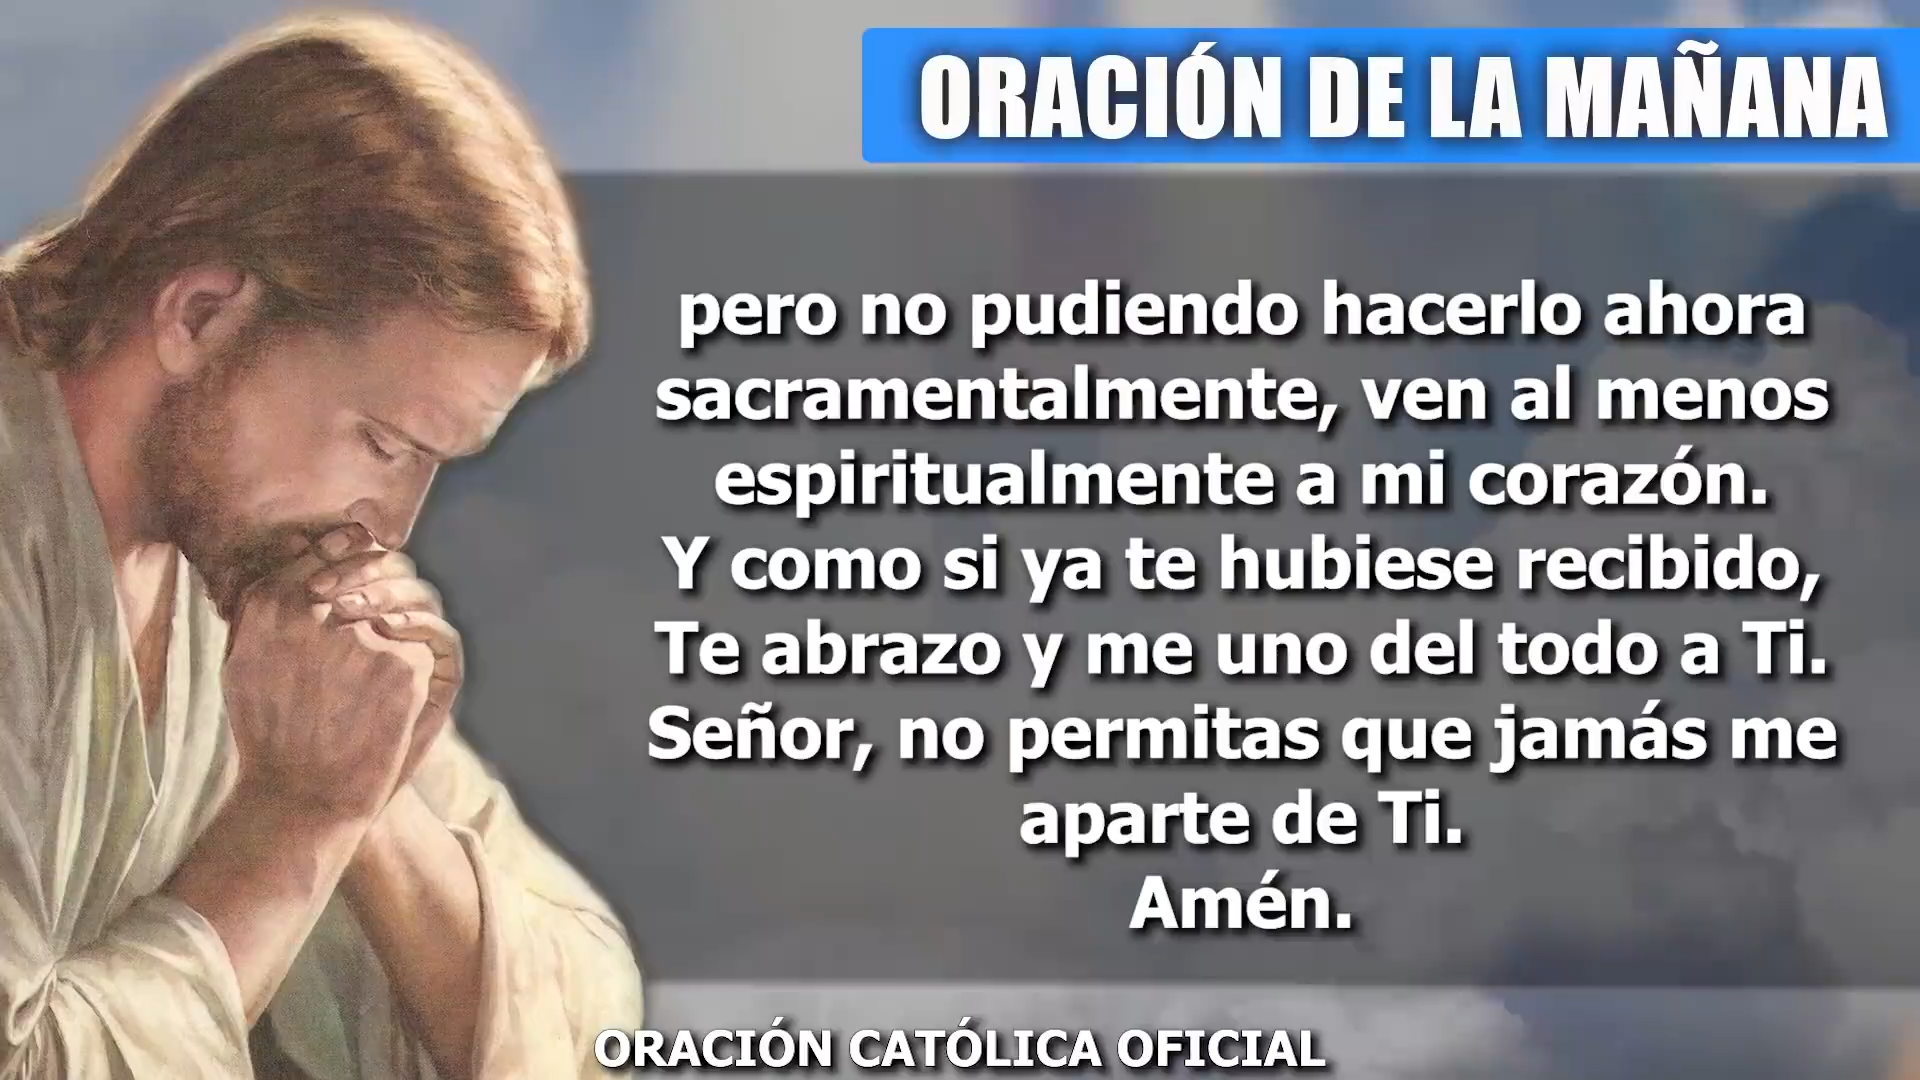 ORACIÓN DE LA MAÑANA
pero no pudiendo hacerlo ahora
sacramentalmente, ven al menos
espiritualmente a mi corazón.
Y como si ya te hubiese recibido,
Te abrazo y me uno del todo a Ti.
Señor, no permitas que jamás me
aparte de Ti.
Amén.
ORACIÓN CATÓLICA OFICIAL